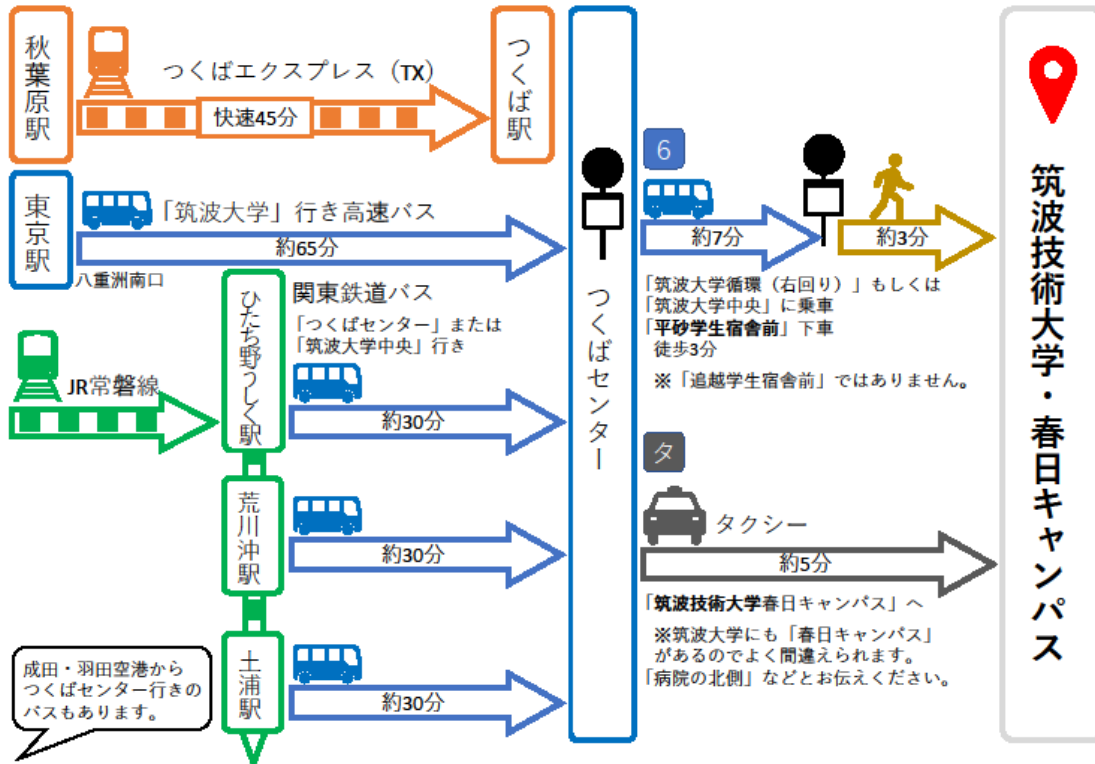 秋葉原駅
つくばエクスプレス（TX）
快速45分
つくば駅
東京駅
「筑波大学」行き高速バス
約65分
八重洲南口
JR常磐線
ひたち野うしく駅
関東鉄道バス
「つくばセンター」または
「筑波大学中央」行き
約30分
荒川沖駅
約30分
土浦駅
約30分
成田・羽田空港から
つくばセンター行きの
バスもあります。
つくばセンター
6
約7分
約3分
「筑波大学循環（右回り）」もしくは
「筑波大学中央」に乗車
「平砂学生宿舎前」下車
徒歩3分
※「追越学生宿舎前」ではありません。
タ
タクシー
約5分
「筑波技術大学春日キャンパス」へ
※筑波大学にも「春日キャンパス」
があるのでよく間違えられます。
「病院の北側」などとお伝えください。
筑波技術大学・春日キャンパス